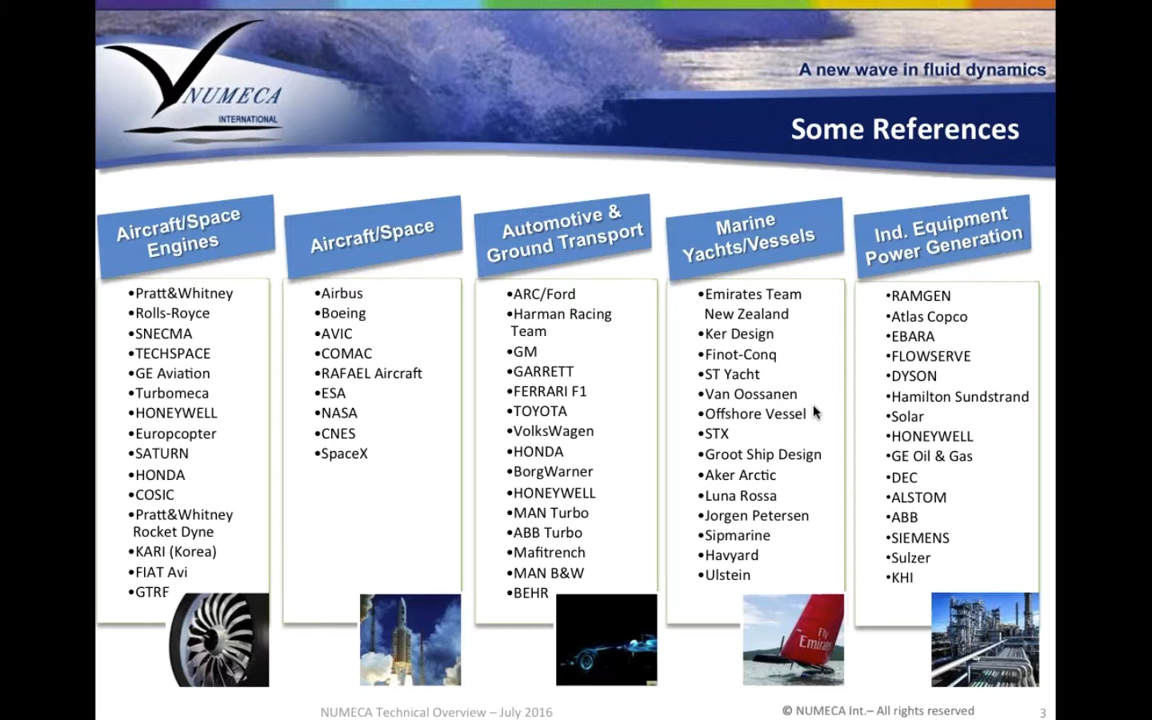 NUMECA
INTERNATIONAL
A new wave in fluid dynamics
Some References
Aircraft/Space
Engines
•Pratt&Whitney
•Rolls-Royce
•SNECMA
•TECHSPACE
•GE Aviation
•Turbomeca
•HONEYWELL
•Europcopter
•SATURN
•HONDA
•COSIC
•Pratt&Whitney
Rocket Dyne
•KARI (Korea)
•FIAT Avi
•GTRF
Aircraft/Space
•Airbus
•Boeing
•AVIC
•COMAC
•RAFAEL Aircraft
•ESA
•NASA
•CNES
•SpaceX
Automotive &
Ground Transport
•ARC/Ford
•Harman Racing
Team
•GM
•GARRETT
•FERRARI F1
•TOYOTA
•VolksWagen
•HONDA
•BorgWarner
•HONEYWELL
•MAN Turbo
•ABB Turbo
•Mafitrench
•MAN B&W
•BEHR
Marine
Yachts/Vessels
•Emirates Team
New Zealand
•Ker Design
•Finot-Conq
•ST Yacht
•Van Oossanen
•Offshore Vessel
•STX
•Groot Ship Design
•Aker Arctic
•Luna Rossa
•Jorgen Petersen
•Sipmarine
•Havyard
•Ulstein
Fly
Emirates
Ind. Equipment
Power Generation
•RAMGEN
•Atlas Copco
•EBARA
•FLOWSERVE
•DYSON
•Hamilton Sundstrand
•Solar
•HONEYWELL
•GE Oil & Gas
•DEC
•ALSTOM
•ABB
•SIEMENS
•Sulzer
•KHI
NUMECA Technical Overview – July 2016
© NUMECA Int.– All rights reserved
3